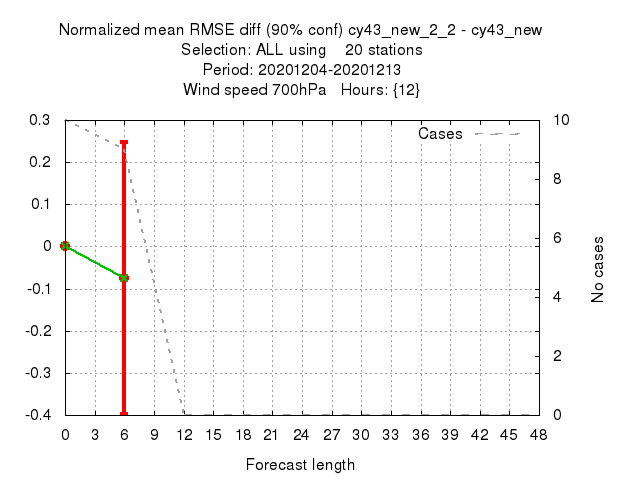 Normalized mean RMSE diff (90% conf) cy43_new_2_2 - cy43_new
Selection: ALL using    20 stations
Period: 20201204-20201213
Wind speed 700hPa   Hours: {12}
Cases
0.3
0.2
0.1
0
-0.1
-0.2
-0.3
-0.4
10
8
6
4
2
0
No cases
0 3 6 9 12 15 18 21 24 27 30 33 36 39 42 45 48
Forecast length